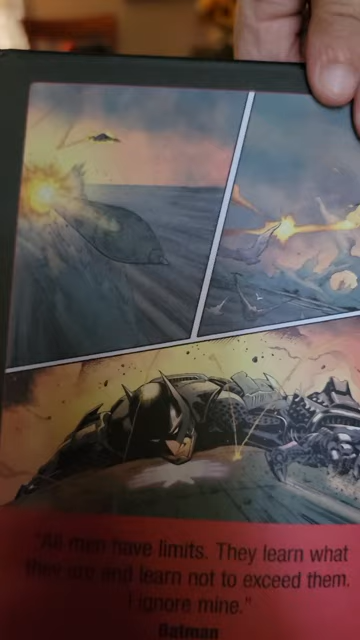 "All men have limits. They learn what
they are and learn not to exceed them.
I ignore mine."
Batman